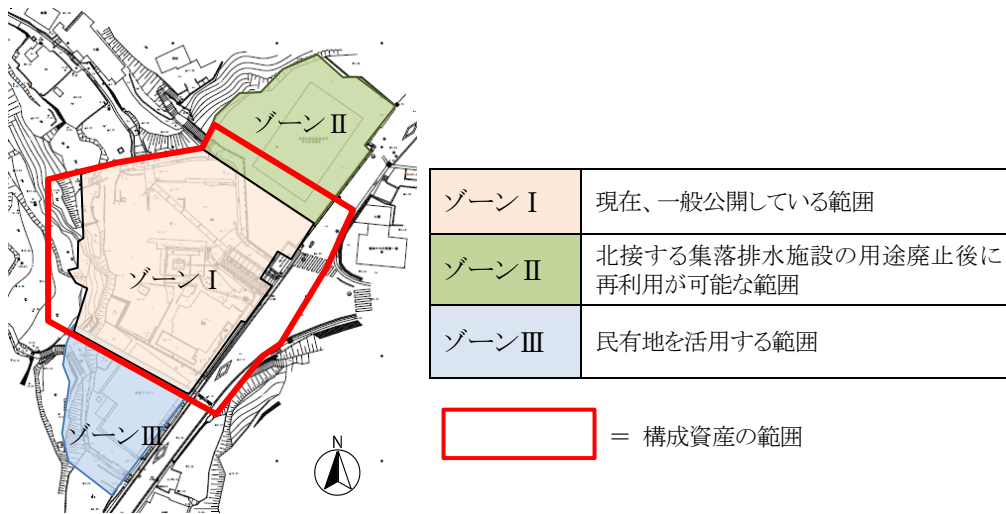 ゾーンⅡ
ゾーンⅠ
ゾーンⅢ
N
ゾーンⅠ
現在、一般公開している範囲
ゾーンⅡ
北接する集落排水施設の用途廃止後に
再利用が可能な範囲
ゾーンⅢ
民有地を活用する範囲
= 構成資産の範囲